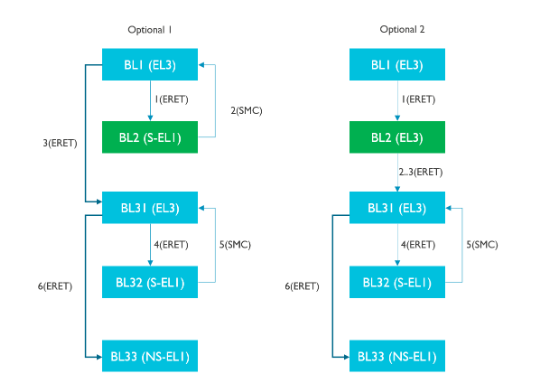 Optional 1
BL1 (EL3)
1(ERET)
2(SMC)
BL2 (S-EL1)
3(ERET)
BL31 (EL3)
4(ERET)
5(SMC)
6(ERET)
BL32 (S-EL1)
BL33 (NS-EL1)
Optional 2
BL1 (EL3)
1(ERET)
BL2 (EL3)
2..3(ERET)
BL31 (EL3)
4(ERET)
5(SMC)
6(ERET)
BL32 (S-EL1)
BL33 (NS-EL1)